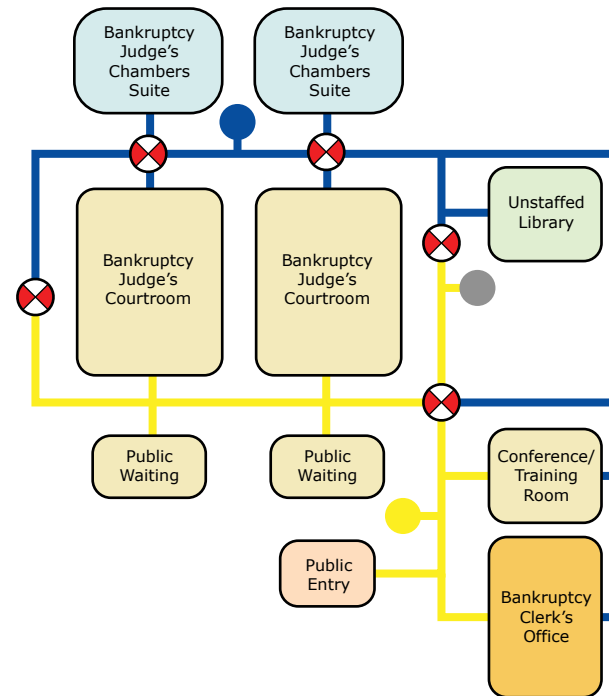 Bankruptcy
Judge's
Chambers
Suite
Bankruptcy
Judge's
Chambers
Suite
Unstaffed
Library
Bankruptcy
Judge's
Courtroom
Bankruptcy
Judge's
Courtroom
Public
Waiting
Public
Waiting
Conference/
Training
Room
Public
Entry
Bankruptcy
Clerk's
Office